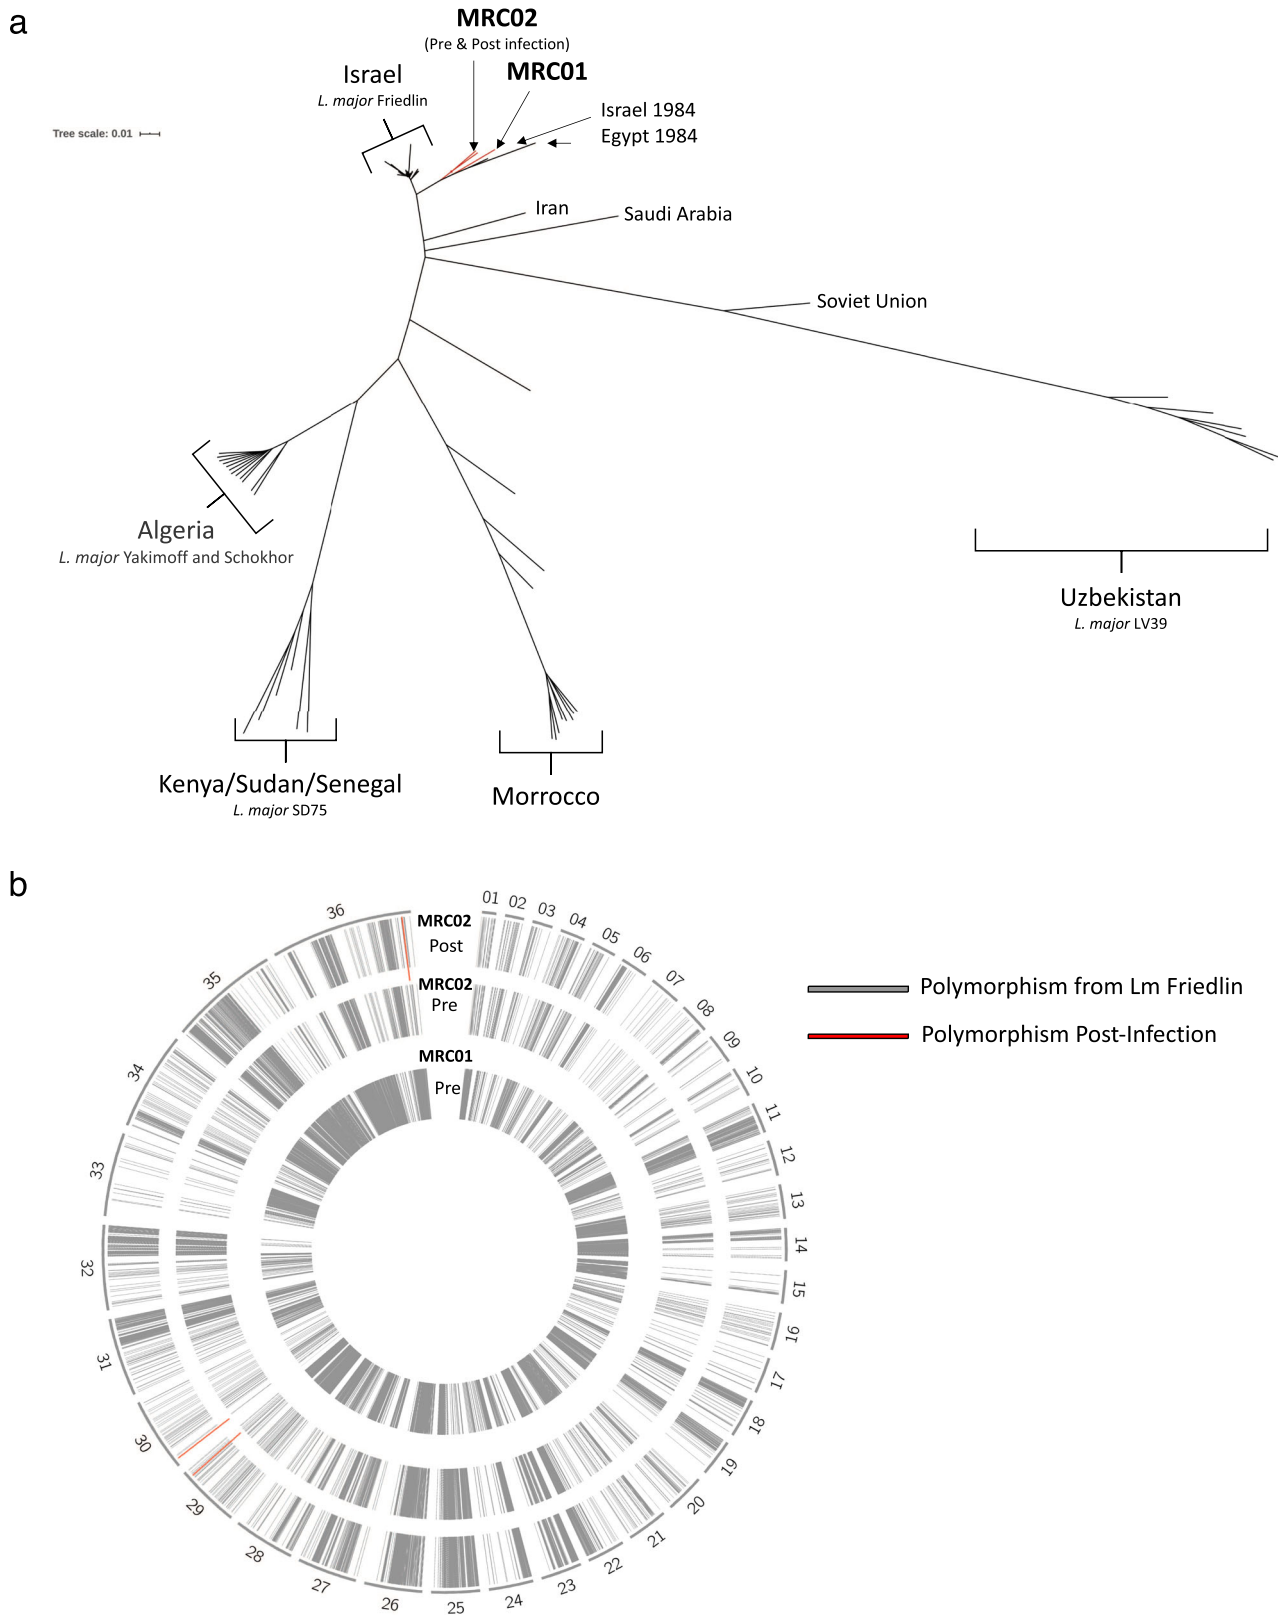 a
MRC02
(Pre & Post infection)
MRC01
Israel
L. major Friedlin
Israel 1984
Egypt 1984
Tree scale: 0.01
Iran
Saudi Arabia
Soviet Union
Algeria
L. major Yakimoff and Schokhor
Uzbekistan
L. major LV39
Kenya/Sudan/Senegal
L. major SD75
Morrocco
b
MRC02
Post
MRC02
Pre
MRC01
Pre
01
02
03
04
05
06
07
08
09
10
11
12
13
14
15
16
17
18
19
20
21
22
23
24
25
26
27
28
29
30
31
32
33
34
35
36
Polymorphism from Lm Friedlin
Polymorphism Post-Infection